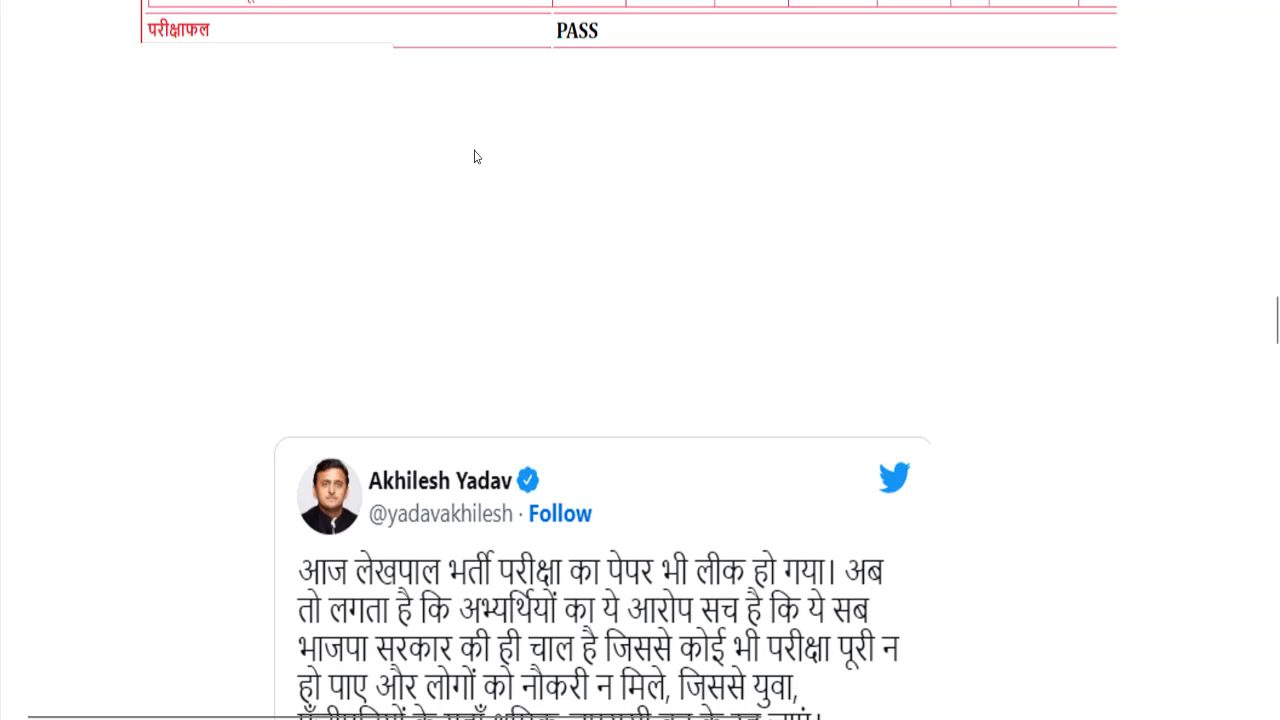 परीक्षाफल PASS
Akhilesh Yadav
@yadavakhilesh · Follow
आज लेखपाल भर्ती परीक्षा का पेपर भी लीक हो गया। अब
तो लगता है कि अभ्यर्थियों का ये आरोप सच है कि ये सब
भाजपा सरकार की ही चाल है जिससे कोई भी परीक्षा पूरी न
हो पाए और लोगों को नौकरी न मिले, जिससे युवा,